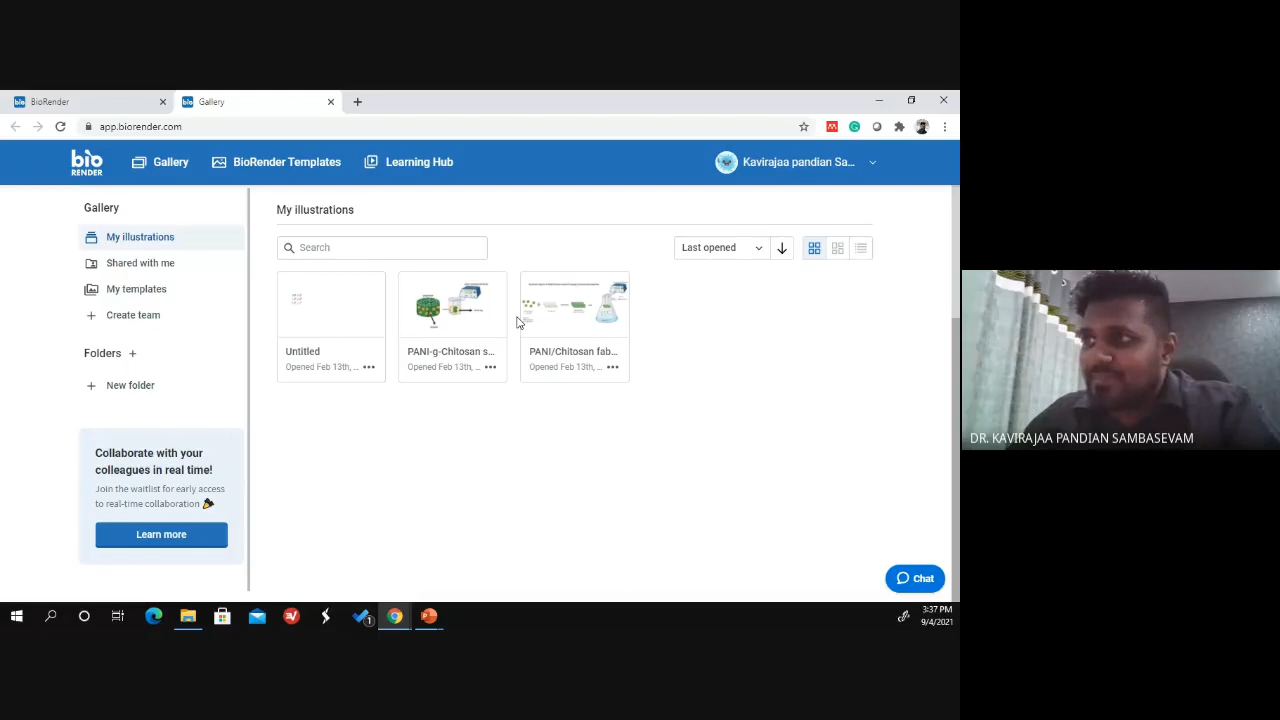 BioRender
Gallery
app.biorender.com
bio
RENDER
Gallery
BioRender Templates
Learning Hub
Kavirajaa pandian Sa...
Gallery
My illustrations
Shared with me
My templates
Create team
Folders +
New folder
Collaborate with your
colleagues in real time!
Join the waitlist for early access
to real-time collaboration
Learn more
My illustrations
Search
Last opened
Untitled
Opened Feb 13th, ...
PANI-g-Chitosan s...
Opened Feb 13th, ...
PANI/Chitosan fab...
Opened Feb 13th, ...
Chat
DR. KAVIRAJAA PANDIAN SAMBASEVAM
1
3:37 PM
9/4/2021